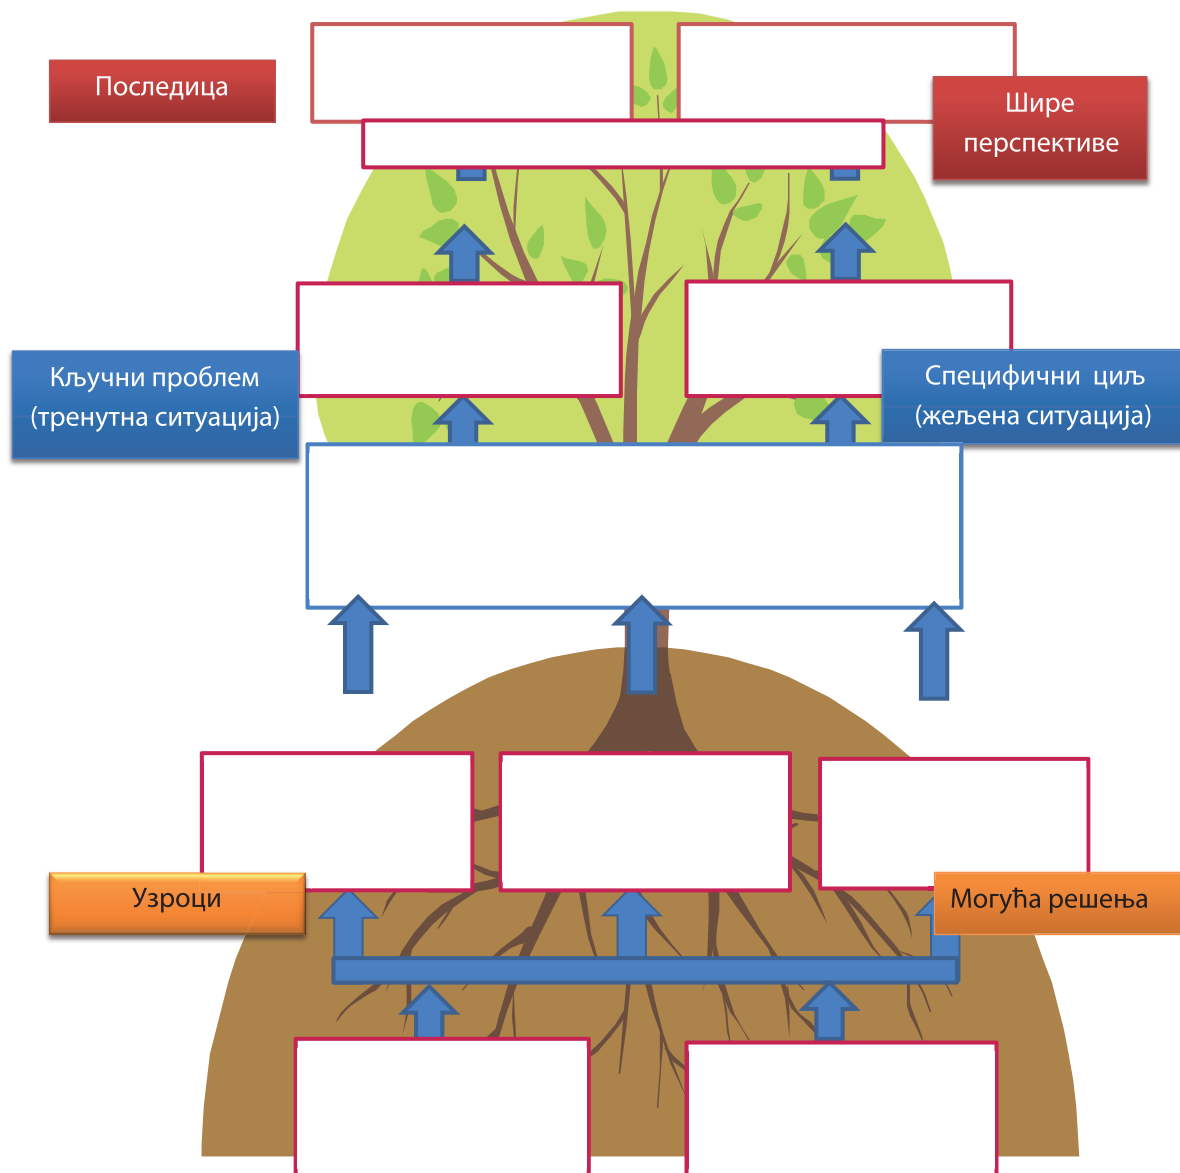 Последица
Шире
перспективе
Кључни проблем
(тренутна ситуација)
Специфични циљ
(жељена ситуација)
Узроци
Могућа решења